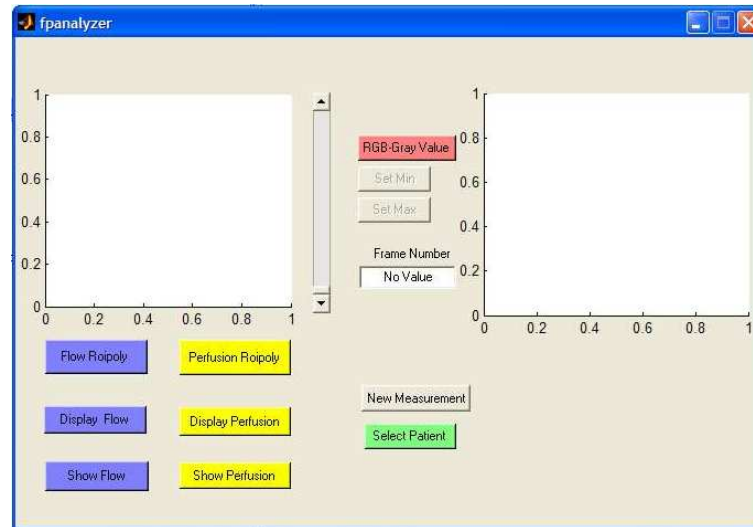 fpanalyzer
1
0.8
0.6
0.4
0.2
0
0 0.2 0.4 0.6 0.8 1
RGB-Gray Value
Set Min
Set Max
Frame Number
No Value
1
0.8
0.6
0.4
0.2
0
0 0.2 0.4 0.6 0.8 1
Flow Roipoly
Perfusion Roipoly
Display Flow
Display Perfusion
Show Flow
Show Perfusion
New Measurement
Select Patient